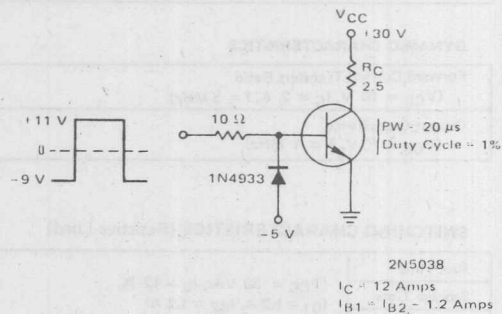 VCC
+30 V
RC
2.5
+11 V
0
-9 V
10 Ω
1N4933
-5 V
PW - 20 μs
Duty Cycle = 1%
2N5038
IC = 12 Amps
IB1 = IB2 - 1.2 Amps